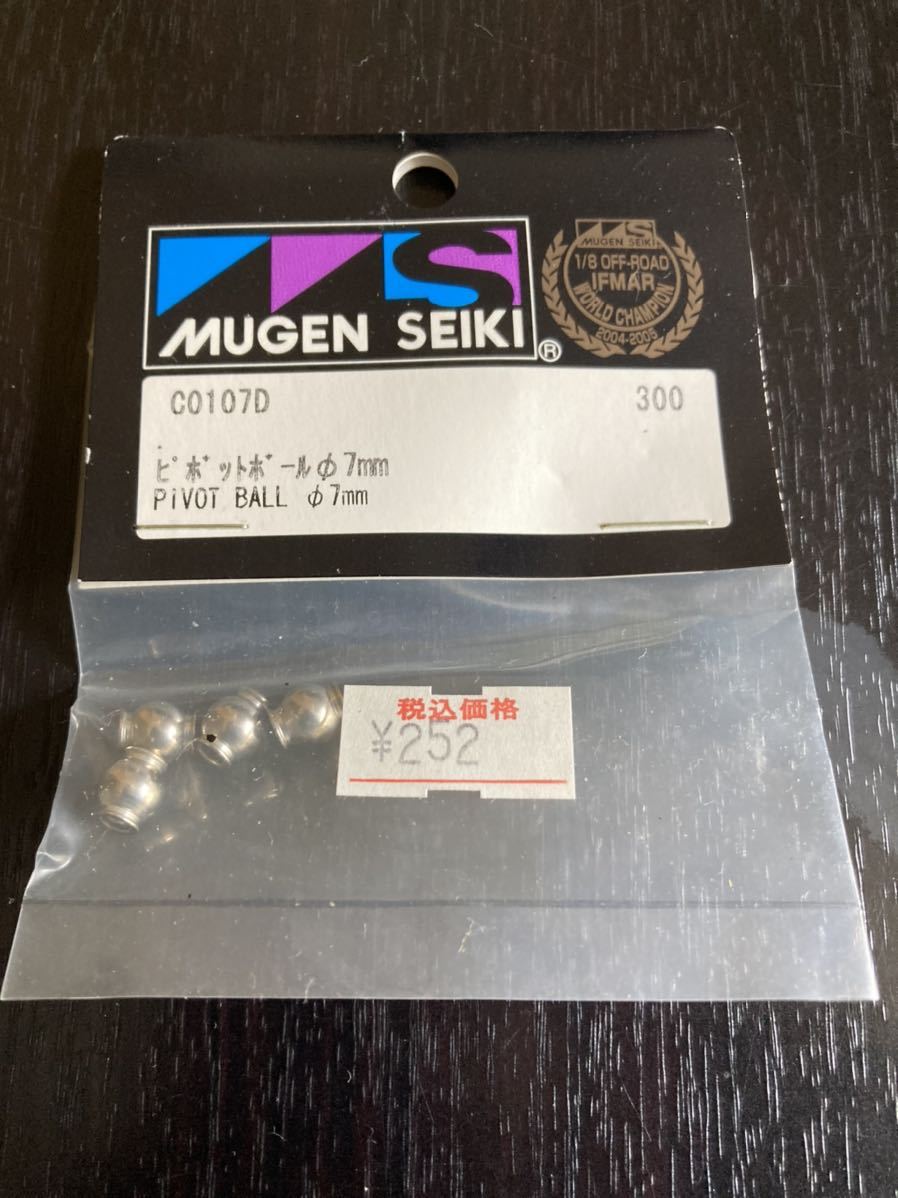 MUGEN SEIKI®
MUGEN SEIKI
1/8 OFF-ROAD
IFMAR
WORLD CHAMPION
2004-2005
C0107D 300
ピボットボールφ7mm
PiVOT BALL φ7mm
税込価格
¥252